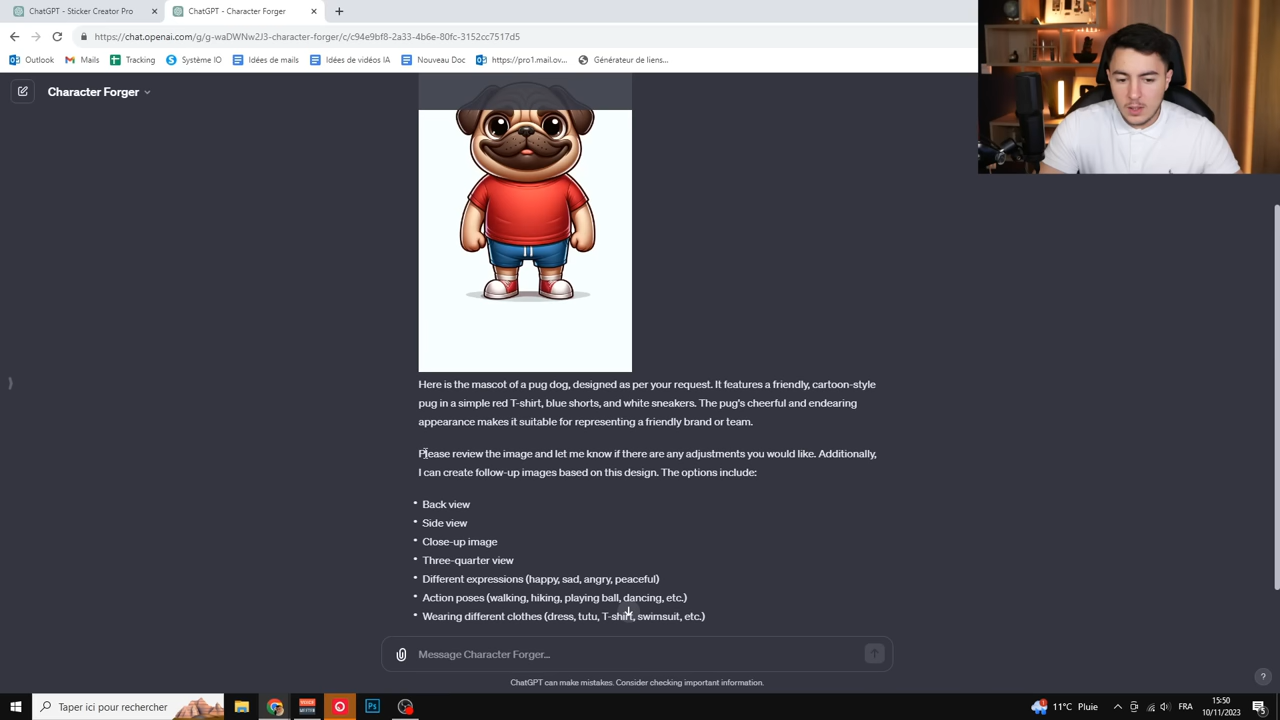 ChatGPT - Sticker Creator Pro
ChatGPT - Character Forger
https://chat.openai.com/g/g-waDWNw2J3-character-forger/c/c94e9bf8-2a33-4b6e-80fc-3152cc7517d5
Outlook
Mails
Tracking
Système IO
Idées de mails
Idées de vidéos IA
Nouveau Doc
https://pro1.mail.ov...
Générateur de liens...
Character Forger
Here is the mascot of a pug dog, designed as per your request. It features a friendly, cartoon-style
pug in a simple red T-shirt, blue shorts, and white sneakers. The pug's cheerful and endearing
appearance makes it suitable for representing a friendly brand or team.
Please review the image and let me know if there are any adjustments you would like. Additionally,
I can create follow-up images based on this design. The options include:
• Back view
• Side view
• Close-up image
• Three-quarter view
• Different expressions (happy, sad, angry, peaceful)
• Action poses (walking, hiking, playing ball, dancing, etc.)
• Wearing different clothes (dress, tutu, T-shirt, swimsuit, etc.)
Message Character Forger...
ChatGPT can make mistakes. Consider checking important information.
?
Taper ici pour rechercher
Ps
11°C Pluie
FRA
15:50
10/11/2023